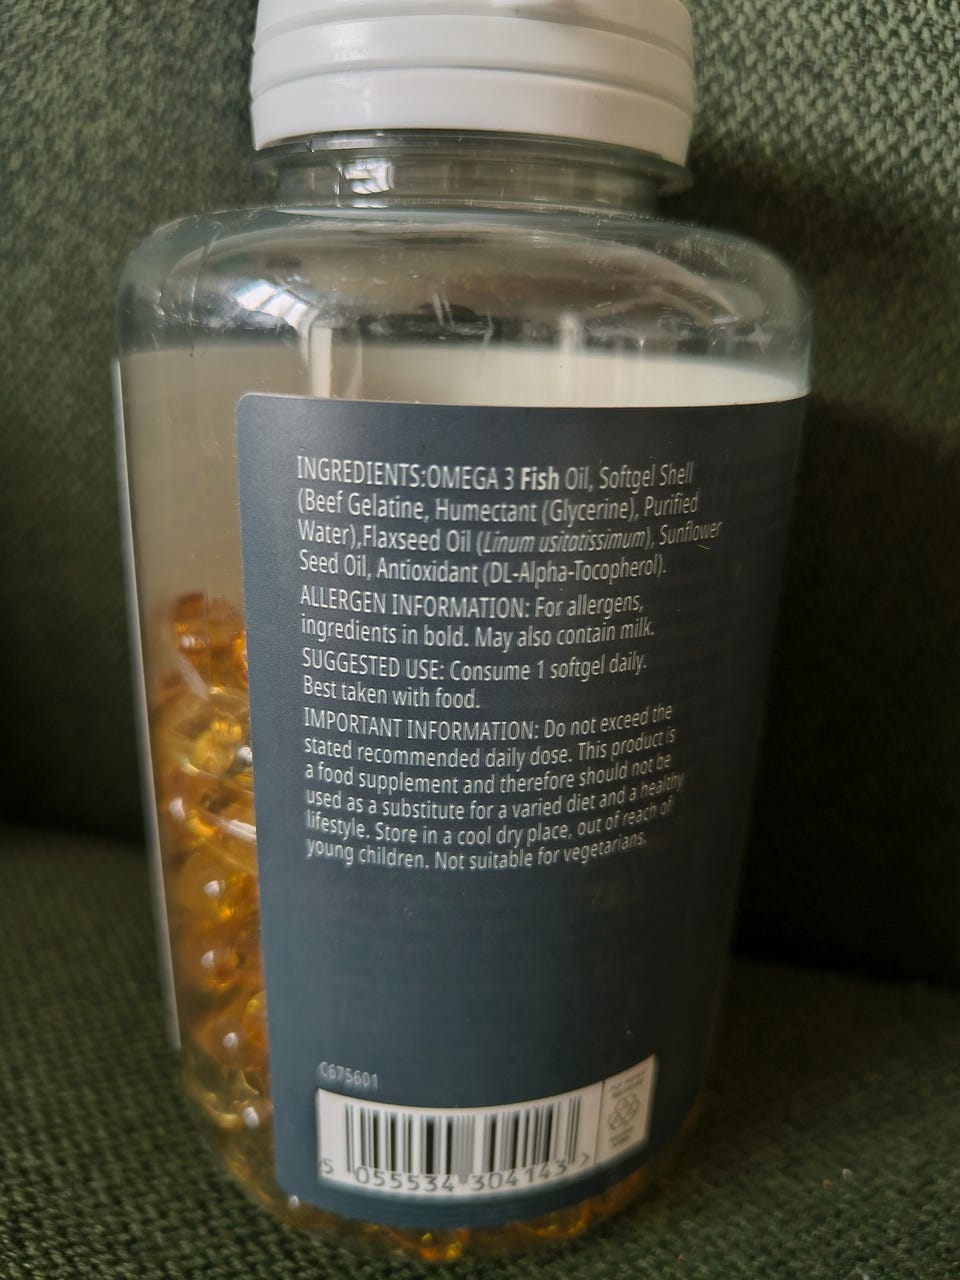 INGREDIENTS:OMEGA 3 Fish Oil, Softgel Shell
(Beef Gelatine, Humectant (Glycerine), Purified
Water),Flaxseed Oil (Linum usitatissimum), Sunflower
Seed Oil, Antioxidant (DL-Alpha-Tocopherol).
ALLERGEN INFORMATION: For allergens,
ingredients in bold. May also contain milk.
SUGGESTED USE: Consume 1 softgel daily.
Best taken with food.
IMPORTANT INFORMATION: Do not exceed the
stated recommended daily dose. This product is
a food supplement and therefore should not be
used as a substitute for a varied diet and a healthy
lifestyle. Store in a cool dry place, out of reach of
young children. Not suitable for vegetarians.
C675601
5 055534 304143 >